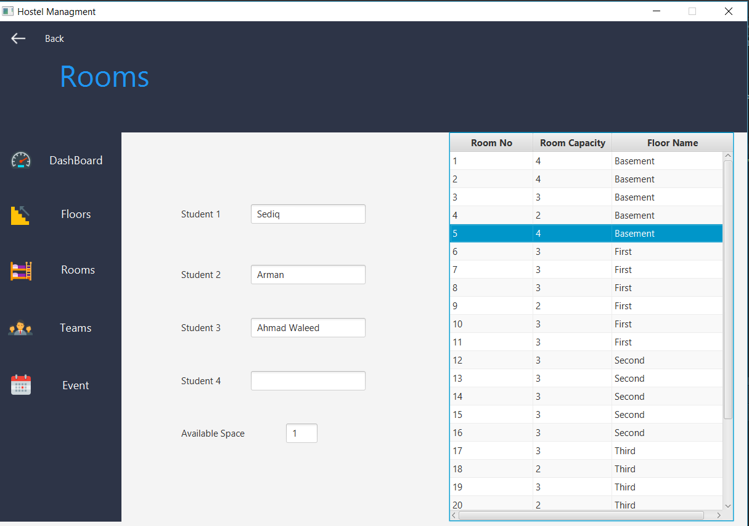 Hostel Managment
Back
Rooms
DashBoard
Floors
Rooms
Teams
Event
Student 1 Sediq
Student 2 Arman
Student 3 Ahmad Waleed
Student 4
Available Space 1
Room No Room Capacity Floor Name
1 4 Basement
2 4 Basement
3 3 Basement
4 2 Basement
5 4 Basement
6 3 First
7 3 First
8 3 First
9 2 First
10 3 First
11 3 First
12 3 Second
13 3 Second
14 3 Second
15 3 Second
16 3 Second
17 3 Third
18 2 Third
19 3 Third
20 2 Third